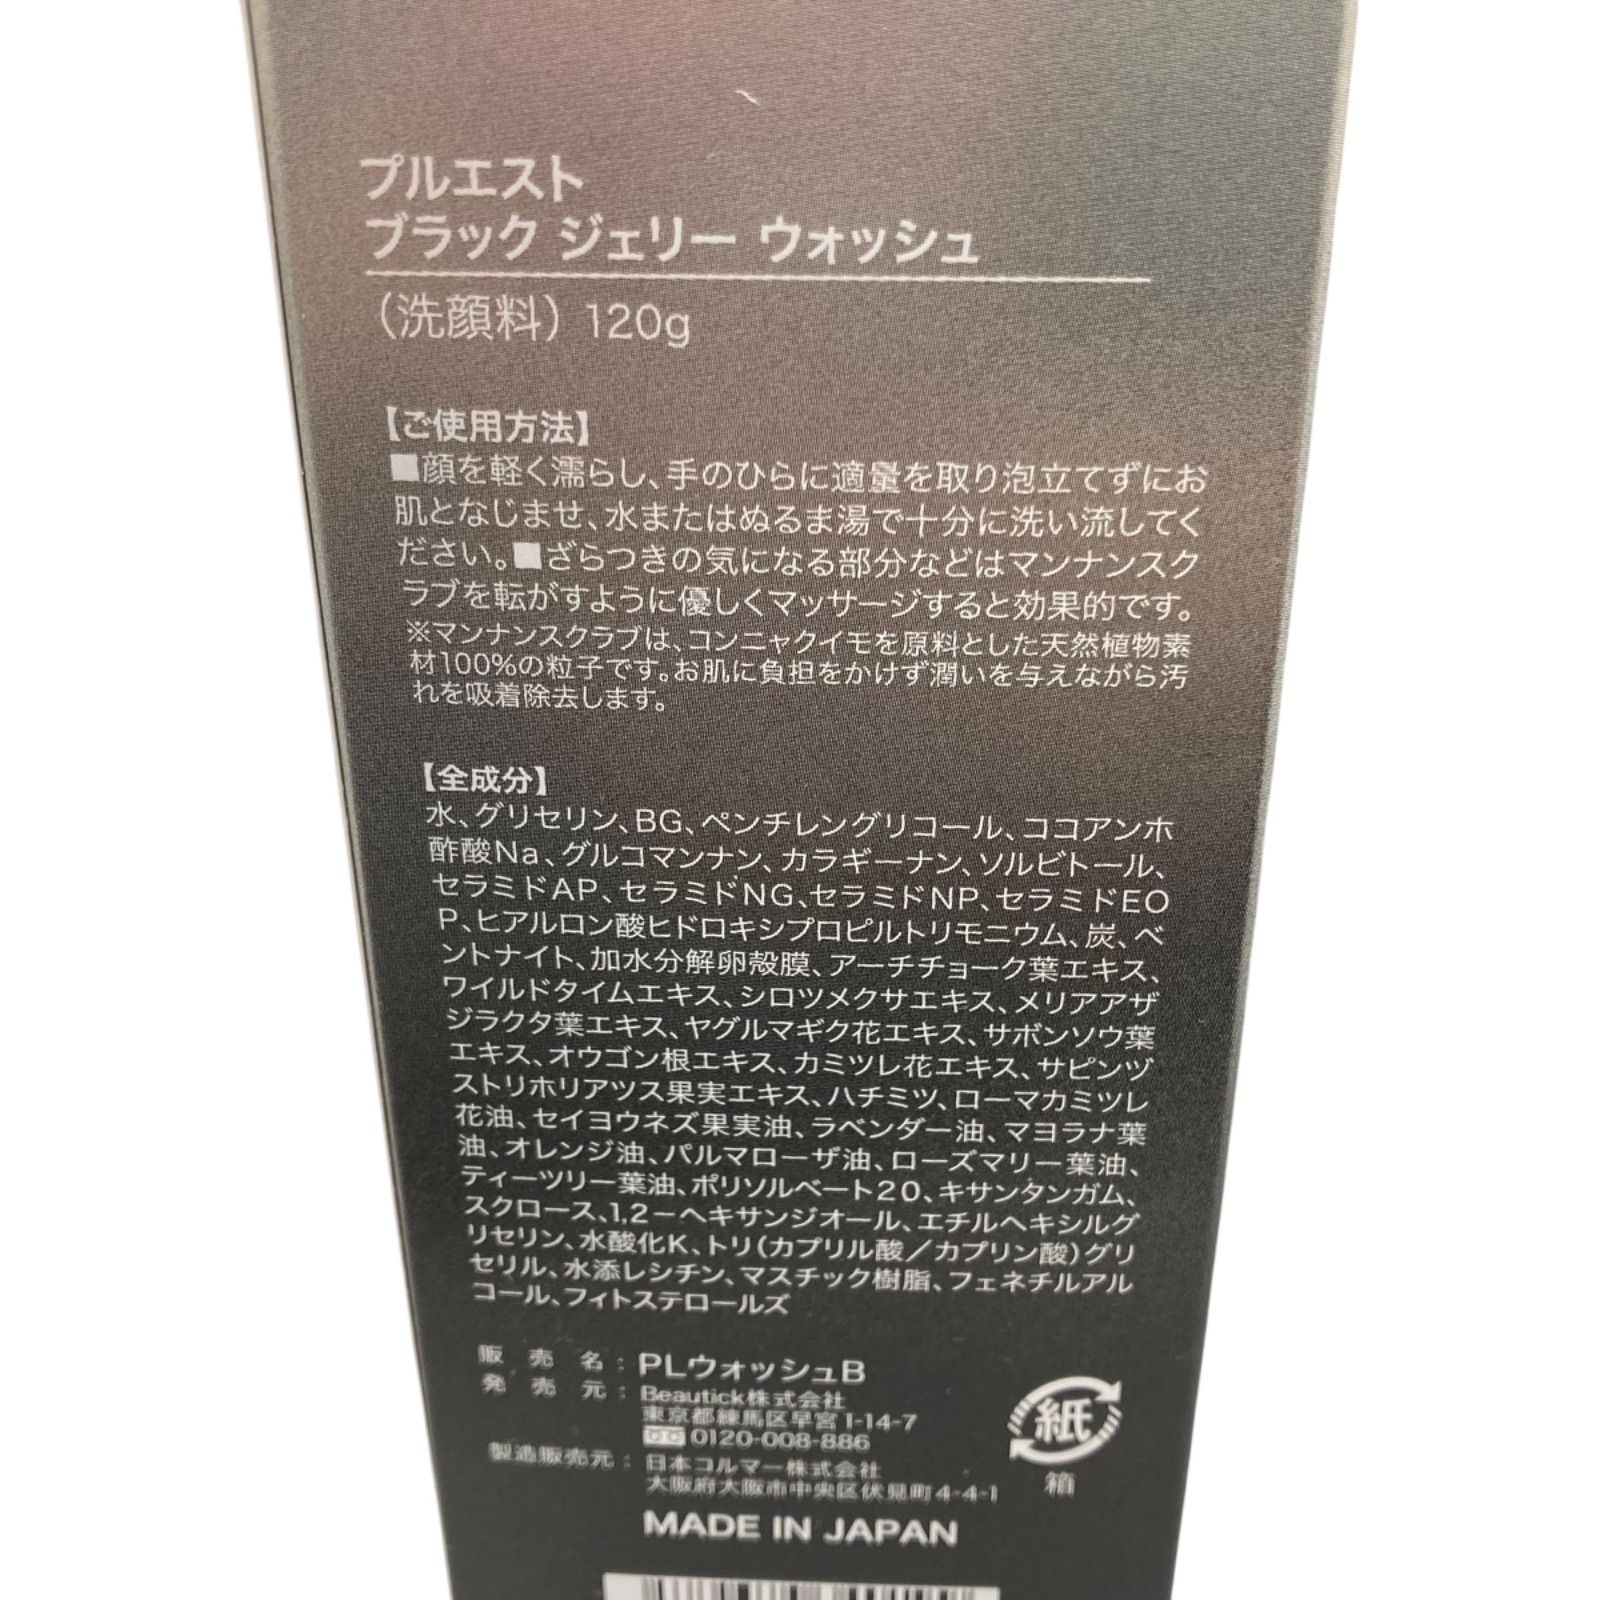 プルエスト
ブラック ジェリー ウォッシュ
（洗顔料）120g
【ご使用方法】
■顔を軽く濡らし、手のひらに適量を取り泡立てずにお
肌となじませ、水またはぬるま湯で十分に洗い流してく
ださい。■ざらつきの気になる部分などはマンナンスク
ラブを転がすように優しくマッサージすると効果的です。
※マンナンスクラブは、コンニャクイモを原料とした天然植物素
材100%の粒子です。お肌に負担をかけず潤いを与えながら汚
れを吸着除去します。
【全成分】
水、グリセリン、BG、ペンチレングリコール、ココアンホ
酢酸Na、グルコマンナン、カラギーナン、ソルビトール、
セラミドAP、セラミドNG、セラミドNP、セラミドEO
P、ヒアルロン酸ヒドロキシプロピルトリモニウム、炭、ベ
ントナイト、加水分解卵殻膜、アーチチョーク葉エキス、
ワイルドタイムエキス、シロツメクサエキス、メリアアザ
ジラクタ葉エキス、ヤグルマギク花エキス、サボンソウ葉
エキス、オウゴン根エキス、カミツレ花エキス、サピンヅ
ストリホリアツス果実エキス、ハチミツ、ローマカミツレ
花油、セイヨウネズ果実油、ラベンダー油、マヨラナ葉
油、オレンジ油、パルマローザ油、ローズマリー葉油、
ティーツリー葉油、ポリソルベート20、キサンタンガム、
スクロース、1,2－ヘキサンジオール、エチルヘキシルグ
リセリン、水酸化K、トリ（カプリル酸／カプリン酸）グリ
セリル、水添レシチン、マスチック樹脂、フェネチルアル
コール、フィトステロールズ
販売名：PLウォッシュB
発売元：Beautick株式会社
東京都練馬区早宮1-14-7
0120-008-886
製造販売元：日本コルマー株式会社
大阪府大阪市中央区伏見町4-4-1
紙
箱
MADE IN JAPAN